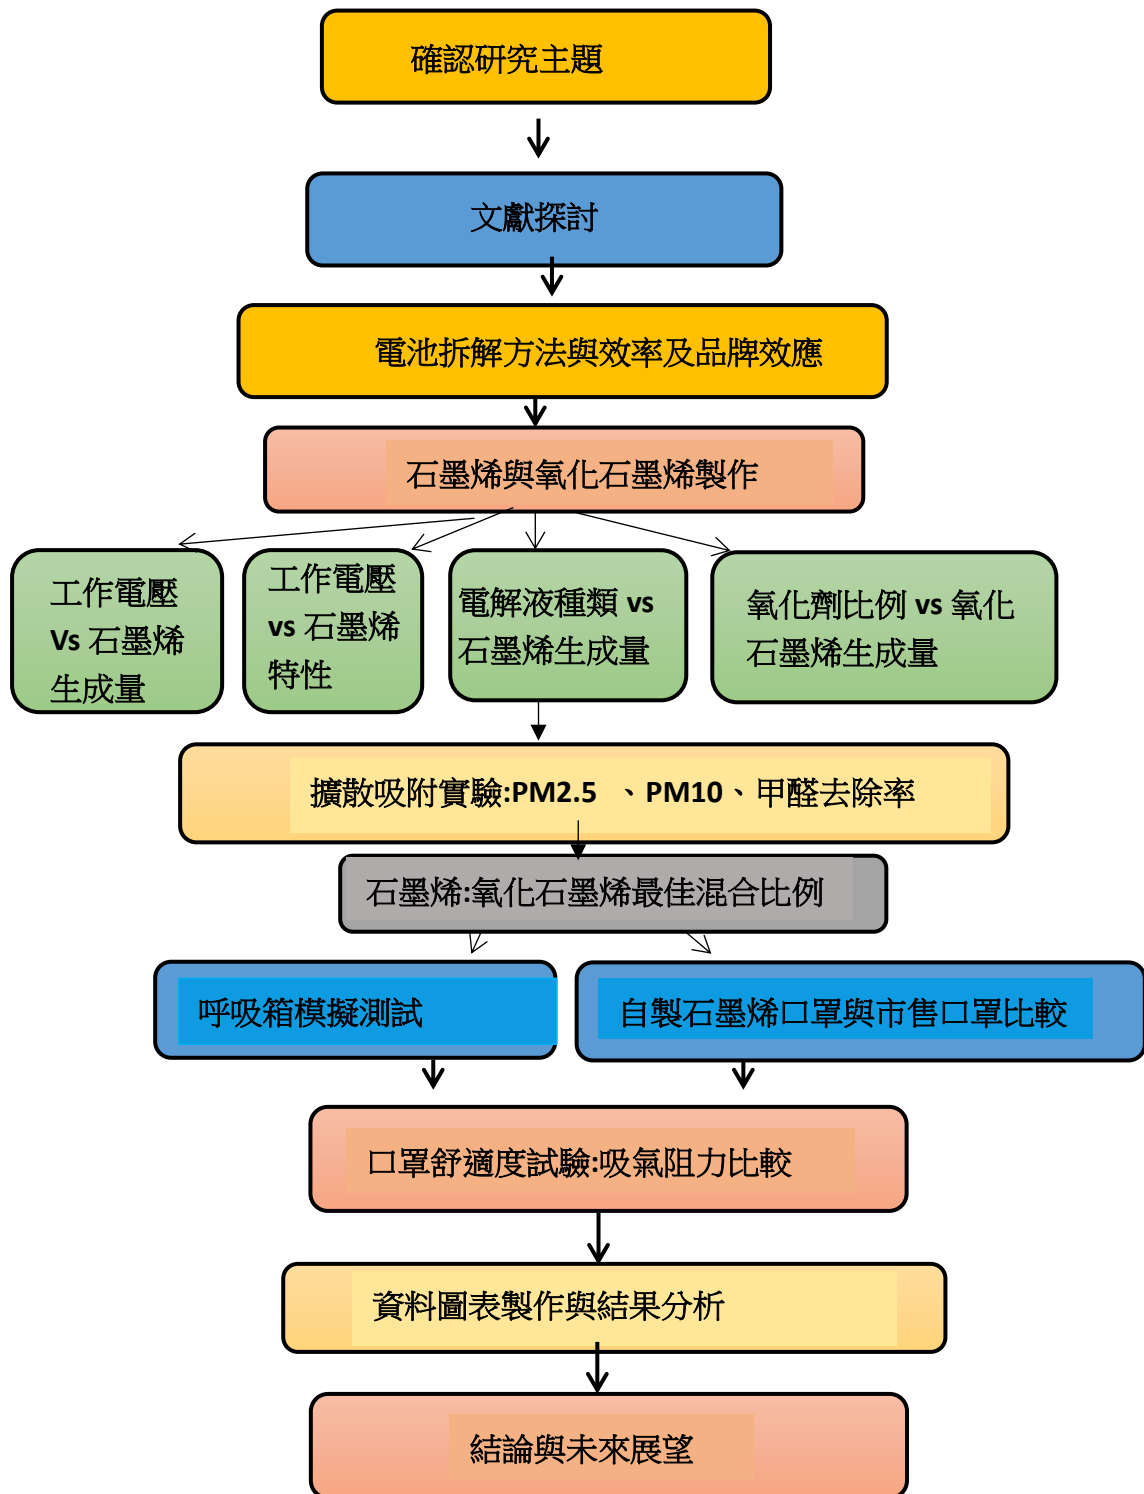 確認研究主題
文獻探討
電池拆解方法與效率及品牌效應
石墨烯與氧化石墨烯製作
工作電壓
Vs 石墨烯
生成量
工作電壓
vs 石墨烯
特性
電解液種類 vs
石墨烯生成量
氧化劑比例 vs 氧化
石墨烯生成量
擴散吸附實驗:PM2.5 、PM10、甲醛去除率
石墨烯:氧化石墨烯最佳混合比例
呼吸箱模擬測試
自製石墨烯口罩與市售口罩比較
口罩舒適度試驗:吸氣阻力比較
資料圖表製作與結果分析
結論與未來展望